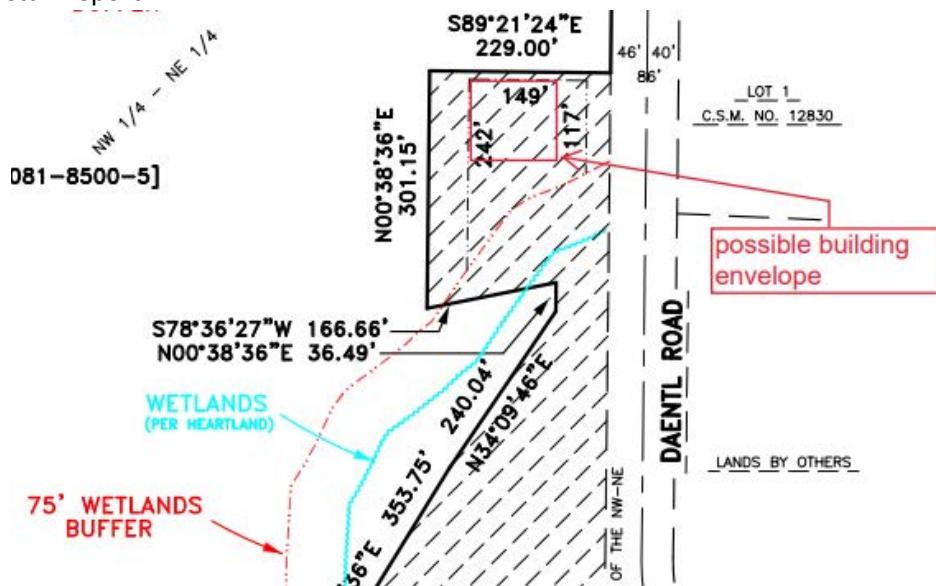 BUFFER
S89°21'24"E
229.00'
46' 40'
86'
NW 1/4 - NE 1/4
LOT 1
C.S.M. NO. 12830
149'
242'
117'
N00°38'36"E
301.15'
081-8500-5]
possible building
envelope
S78°36'27"W 166.66'
N00°38'36"E 36.49'
WETLANDS
(PER HEARTLAND)
240.04'
N34°09'46"E
353.75'
36"E
DAENTL ROAD
LANDS BY OTHERS
75' WETLANDS
BUFFER
OF THE NW-NE